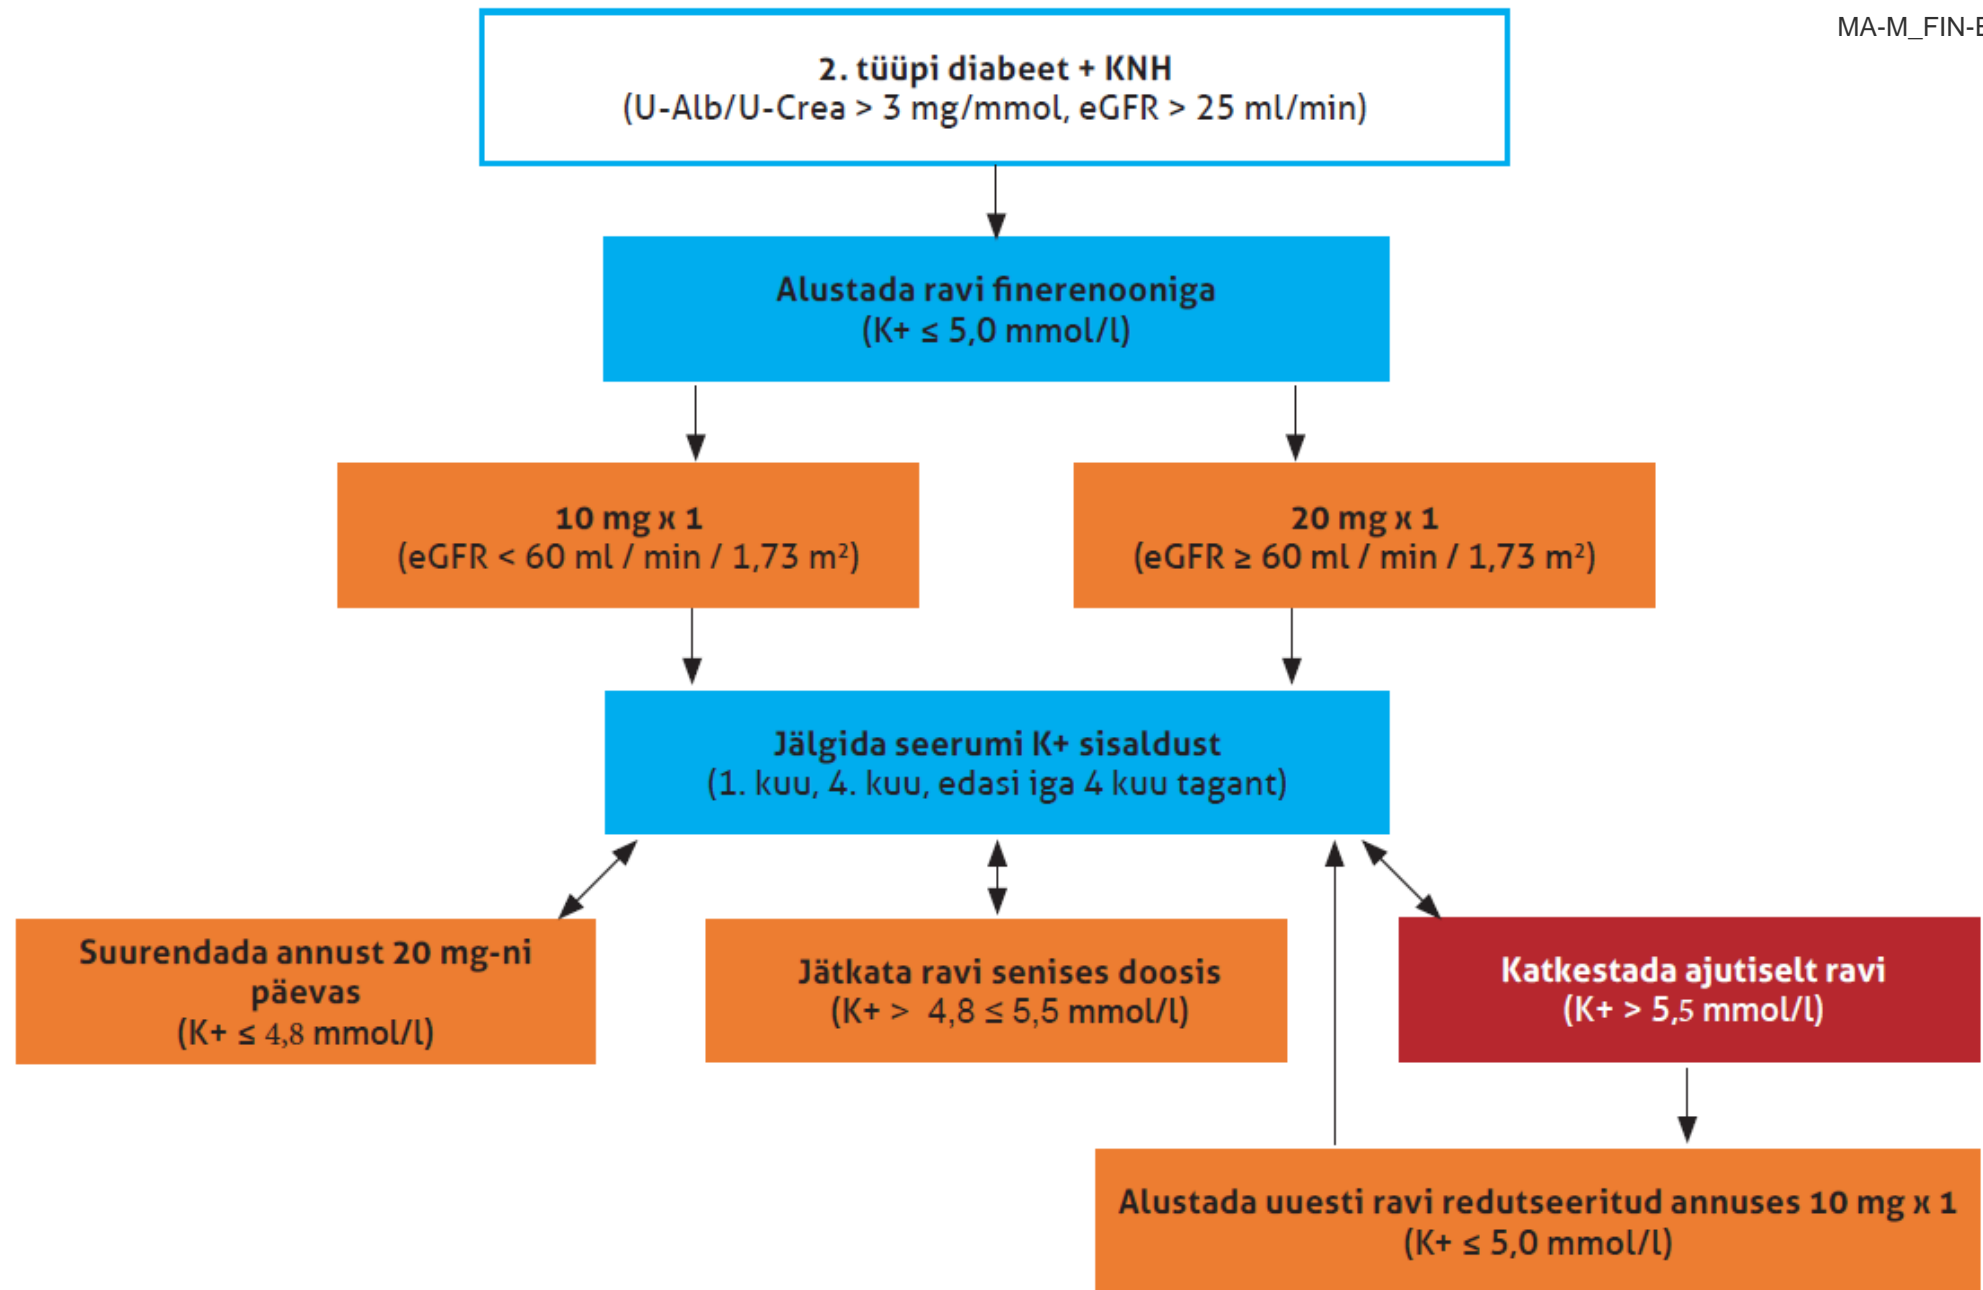 MA-M_FIN-E
2. tüüpi diabeet + KNH
(U-Alb/U-Crea > 3 mg/mmol, eGFR > 25 ml/min)
Alustada ravi finerenooniga
(K+ ≤ 5,0 mmol/l)
10 mg x 1
(eGFR < 60 ml / min / 1,73 m²)
20 mg x 1
(eGFR ≥ 60 ml / min / 1,73 m²)
Jälgida seerumi K+ sisaldust
(1. kuu, 4. kuu, edasi iga 4 kuu tagant)
Suurendada annust 20 mg-ni
päevas
(K+ ≤ 4,8 mmol/l)
Jätkata ravi senises doosis
(K+ > 4,8 ≤ 5,5 mmol/l)
Katkestada ajutiselt ravi
(K+ > 5,5 mmol/l)
Alustada uuesti ravi redutseeritud annuses 10 mg x 1
(K+ ≤ 5,0 mmol/l)